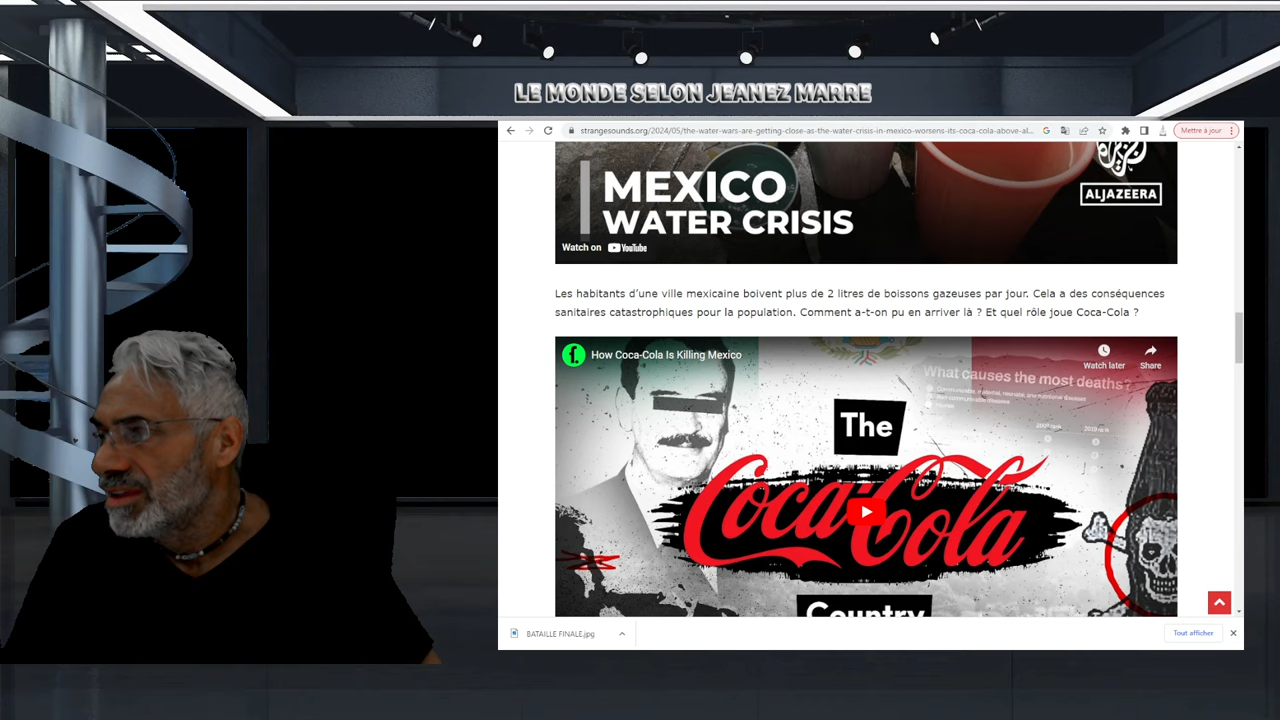 LE MONDE SELON JEANEZ MARRE
strangesounds.org/2024/05/the-water-wars-are-getting-close-as-the-water-crisis-in-mexico-worsens-its-coca-cola-above-al...
Mettre à jour
MEXICO
WATER CRISIS
ALJAZEERA
Watch on YouTube
Les habitants d’une ville mexicaine boivent plus de 2 litres de boissons gazeuses par jour. Cela a des conséquences
sanitaires catastrophiques pour la population. Comment a-t-on pu en arriver là ? Et quel rôle joue Coca-Cola ?
f.
How Coca-Cola Is Killing Mexico
Watch later
Share
What causes the most deaths?
The
Coca-Cola
Country
BATAILLE FINALE.jpg
Tout afficher